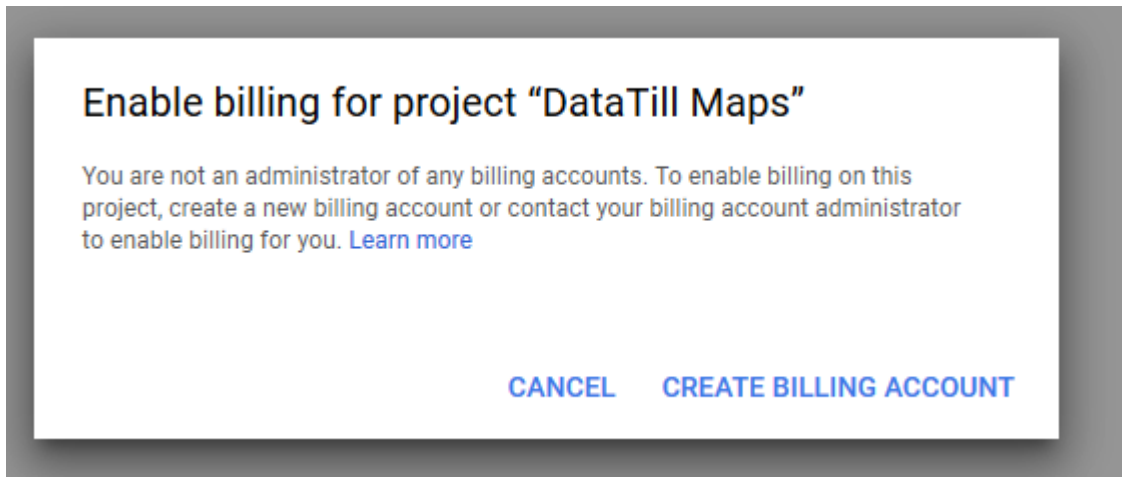 Enable billing for project “DataTill Maps”
You are not an administrator of any billing accounts. To enable billing on this
project, create a new billing account or contact your billing account administrator
to enable billing for you. Learn more
CANCEL CREATE BILLING ACCOUNT